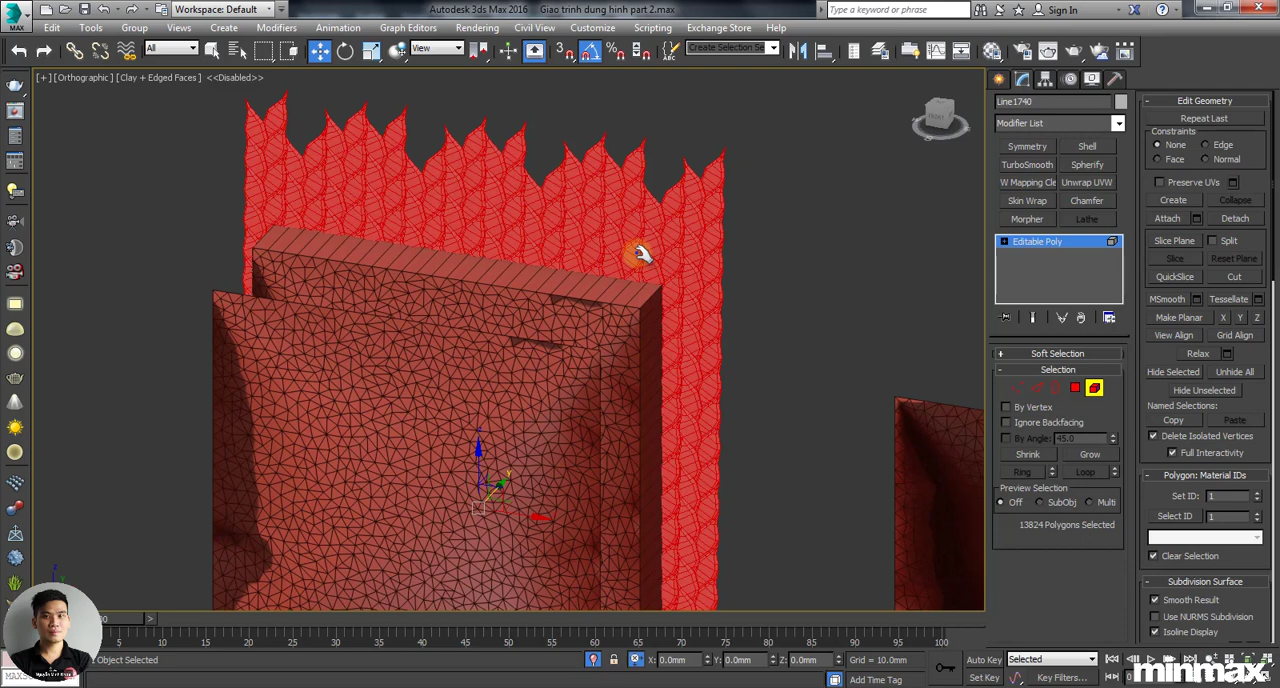 MAX
Workspace: Default
Autodesk 3ds Max 2016 Giao trinh dung hinh part 2.max
Type a keyword or phrase
Sign In
Edit Tools Group Views Create Modifiers Animation Graph Editors Rendering Civil View Customize Scripting Exchange Store Help
All View Create Selection Se
[+][Orthographic][Clay + Edged Faces] <<Disabled>>
Line1740
Modifier List
Symmetry Shell
TurboSmooth Spherify
W Mapping Cle Unwrap UVW
Skin Wrap Chamfer
Morpher Lathe
Editable Poly
Soft Selection
Selection
By Vertex
Ignore Backfacing
By Angle: 45.0
Shrink Grow
Ring Loop
Preview Selection
Off SubObj Multi
13824 Polygons Selected
Edit Geometry
Repeat Last
Constraints
None Edge
Face Normal
Preserve UVs
Create Collapse
Attach Detach
Slice Plane Split
Slice Reset Plane
QuickSlice Cut
MSmooth Tessellate
Make Planar X Y Z
View Align Grid Align
Relax
Hide Selected Unhide All
Hide Unselected
Named Selections:
Copy Paste
Delete Isolated Vertices
Full Interactivity
Polygon: Material IDs
Set ID: 1
Select ID 1
Clear Selection
Subdivision Surface
Smooth Result
Use NURMS Subdivision
Isoline Display
5 10 15 20 25 30 35 40 45 50 55 60 65 70 75 80 85 90 95 100
Object Selected
X: 0.0mm Y: 0.0mm Z: 0.0mm Grid = 10.0mm
Auto Key Selected
Add Time Tag
Set Key Key Filters...
minmax